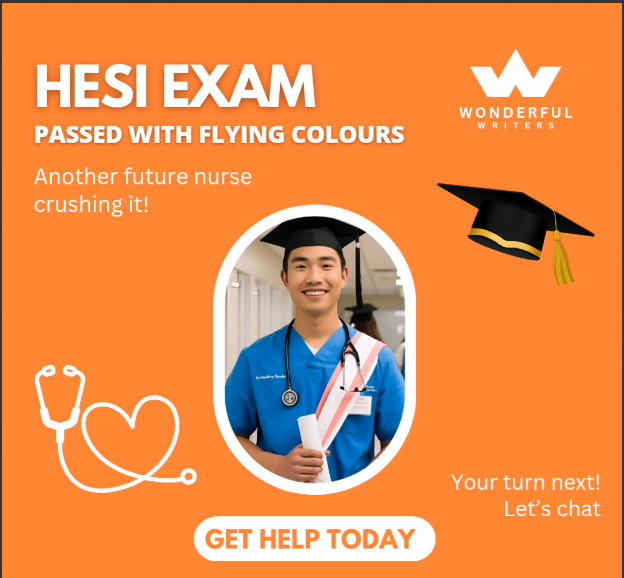 HESI EXAM
PASSED WITH FLYING COLOURS
Another future nurse
crushing it!
WONDERFUL
WRITERS
Your turn next!
Let's chat
GET HELP TODAY